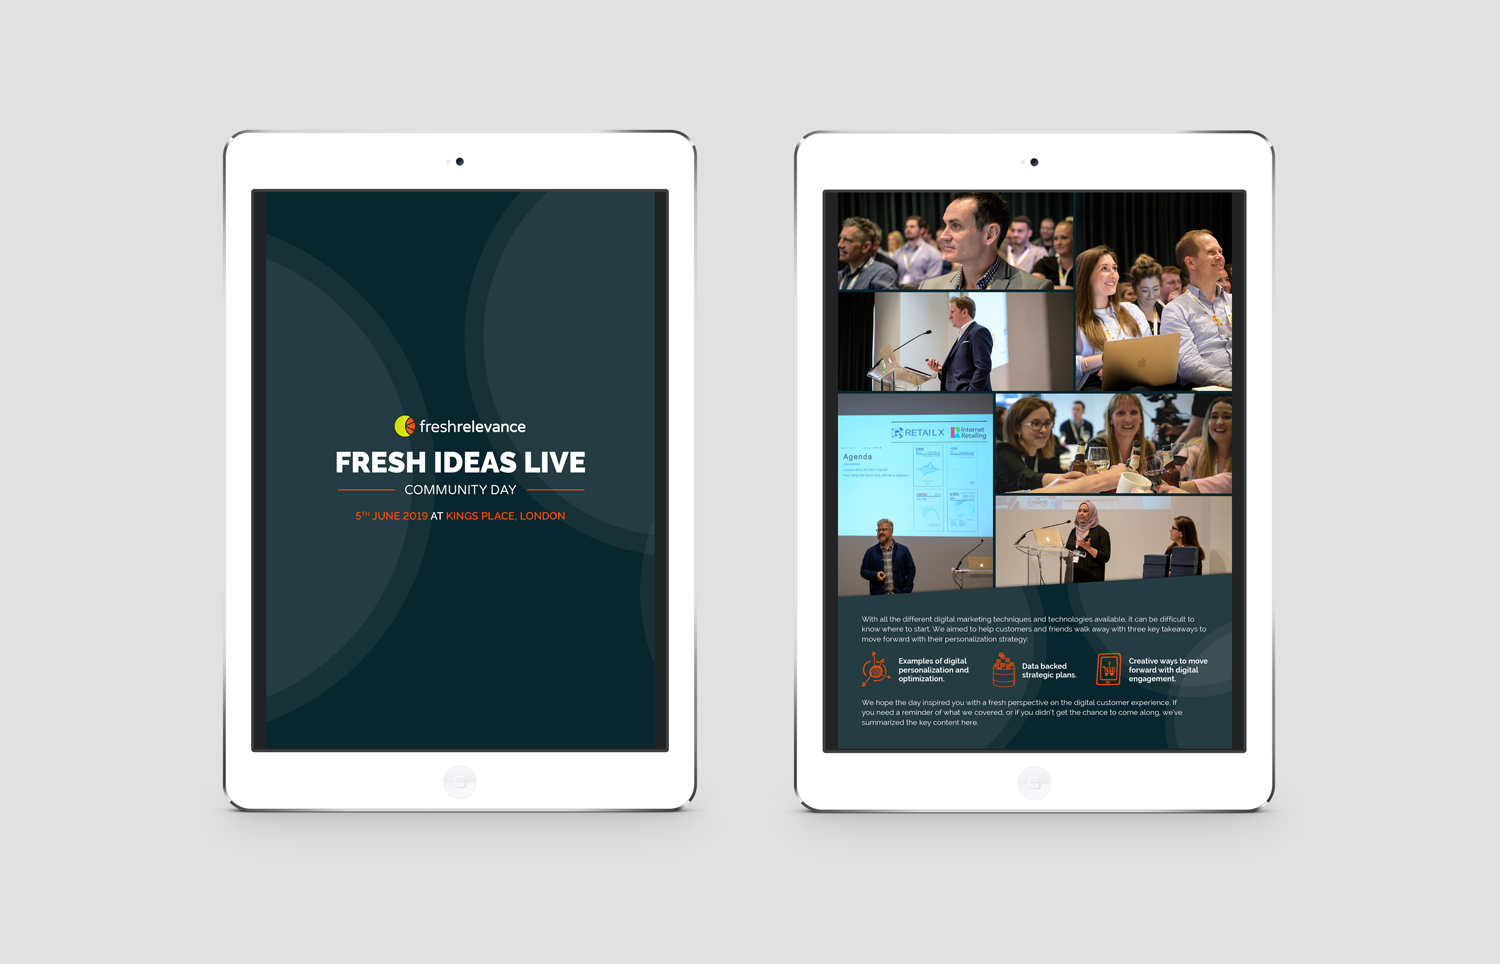 freshrelevance
FRESH IDEAS LIVE
COMMUNITY DAY
5TH JUNE 2019 AT KINGS PLACE, LONDON
RETAIL X
Internet
Retailing
Agenda
With all the different digital marketing techniques and technologies available, it can be difficult to
know where to start. We aimed to help customers and friends walk away with three key takeaways to
move forward with their personalization strategy:
Examples of digital
personalization and
optimization.
Data backed
strategic plans.
Creative ways to move
forward with digital
engagement.
We hope the day inspired you with a fresh perspective on the digital customer experience. If
you need a reminder of what we covered, or if you didn't get the chance to come along, we've
summarized the key content here.